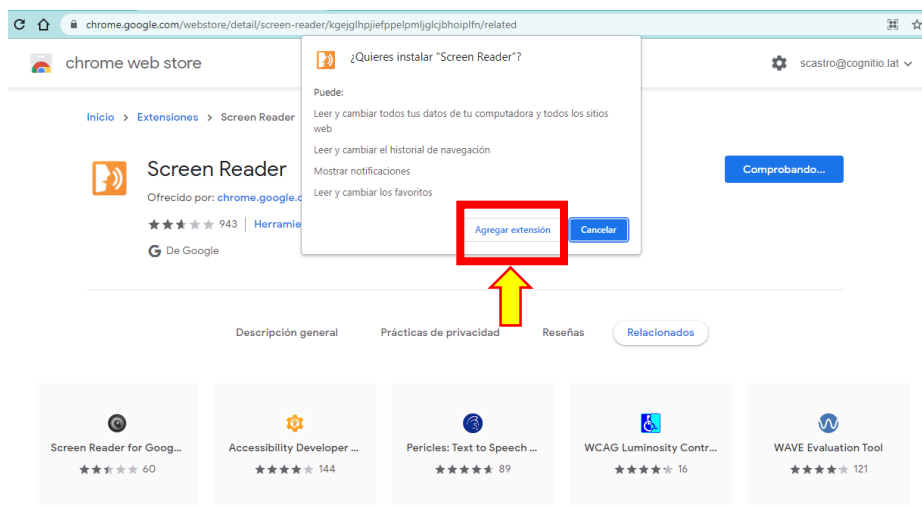 chrome.google.com/webstore/detail/screen-reader/kgejglhpjiefppelpmljglcjbhoiplfn/related
chrome web store
scastro@cognitio.lat
¿Quieres instalar "Screen Reader"?
Puede:
Leer y cambiar todos tus datos de tu computadora y todos los sitios
web
Leer y cambiar el historial de navegación
Mostrar notificaciones
Leer y cambiar los favoritos
Agregar extensión Cancelar
Inicio > Extensiones > Screen Reader
Screen Reader
Comprobando...
Ofrecido por: chrome.google.c
943 Herramie
G De Google
Descripción general Prácticas de privacidad Reseñas Relacionados
Screen Reader for Goog... Accessibility Developer ... Pericles: Text to Speech ... WCAG Luminosity Contr... WAVE Evaluation Tool
60 144 89 16 121